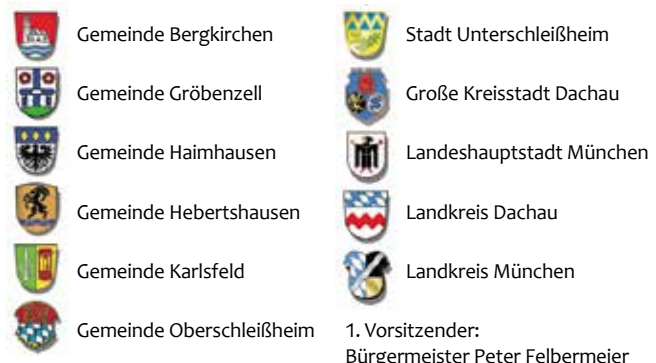 Gemeinde Bergkirchen
Gemeinde Gröbenzell
Gemeinde Haimhausen
Gemeinde Hebertshausen
Gemeinde Karlsfeld
Gemeinde Oberschleißheim
Stadt Unterschleißheim
Große Kreisstadt Dachau
Landeshauptstadt München
Landkreis Dachau
Landkreis München
1. Vorsitzender:
Bürgermeister Peter Felbermeier